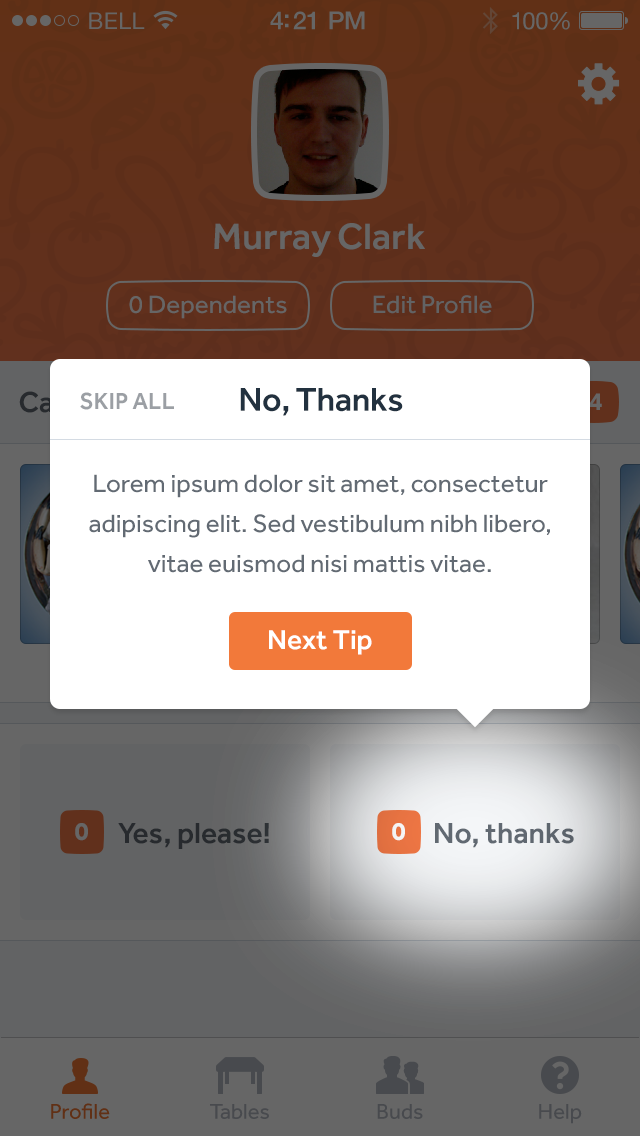 BELL 4:21 PM 100%
Murray Clark
0 Dependents Edit Profile
Ca 4
SKIP ALL No, Thanks
Lorem ipsum dolor sit amet, consectetur
adipiscing elit. Sed vestibulum nibh libero,
vitae euismod nisi mattis vitae.
Next Tip
0 Yes, please! 0 No, thanks
Profile Tables Buds Help